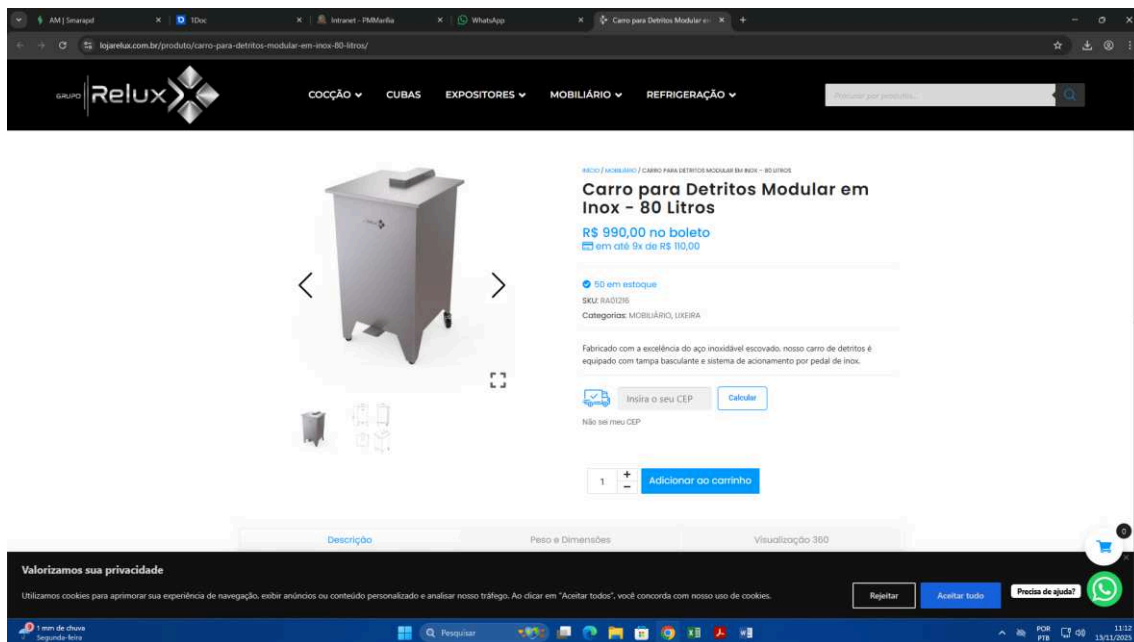 AM | Smarapd
1Doc
Intranet - PMMarília
WhatsApp
Carro para Detritos Modular em
lojarelux.com.br/produto/carro-para-detritos-modular-em-inox-80-litros/
GRUPO Relux
COCÇÃO
CUBAS
EXPOSITORES
MOBILIÁRIO
REFRIGERAÇÃO
Procurar por produtos...
INÍCIO / MOBILIÁRIO / CARRO PARA DETRITOS MODULAR EM INOX – 80 LITROS
Carro para Detritos Modular em
Inox – 80 Litros
R$ 990,00 no boleto
em até 9x de R$ 110,00
50 em estoque
SKU: RA01216
Categorias: MOBILIÁRIO, LIXEIRA
Fabricado com a excelência do aço inoxidável escovado, nosso carro de detritos é
equipado com tampa basculante e sistema de acionamento por pedal de inox.
Insira o seu CEP
Calcular
Não sei meu CEP
1
+
−
Adicionar ao carrinho
Descrição
Peso e Dimensões
Visualização 360
0
Valorizamos sua privacidade
Utilizamos cookies para aprimorar sua experiência de navegação, exibir anúncios ou conteúdo personalizado e analisar nosso tráfego. Ao clicar em “Aceitar todos”, você concorda com nosso uso de cookies.
Rejeitar
Aceitar tudo
Precisa de ajuda?
1 mm de chuva
Segunda-feira
Pesquisar
POR
PTB
11:12